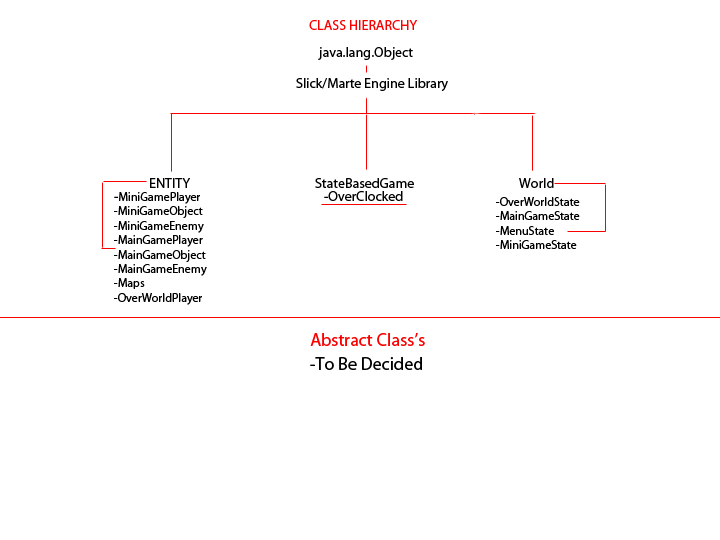 CLASS HIERARCHY
java.lang.Object
Slick/Marte Engine Library
ENTITY
-MiniGamePlayer
-MiniGameObject
-MiniGameEnemy
-MainGamePlayer
-MainGameObject
-MainGameEnemy
-Maps
-OverWorldPlayer
StateBasedGame
-OverClocked
World
-OverWorldState
-MainGameState
-MenuState
-MiniGameState
Abstract Class's
-To Be Decided